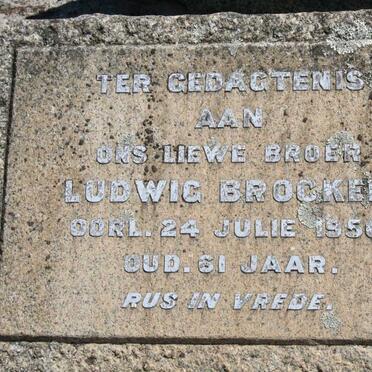 TER GEDAGTENIS
AAN
ONS LIEWE BROER
LUDWIG BROCKE
OORL. 24 JULIE 195
OUD. 61 JAAR.
RUS IN VREDE.